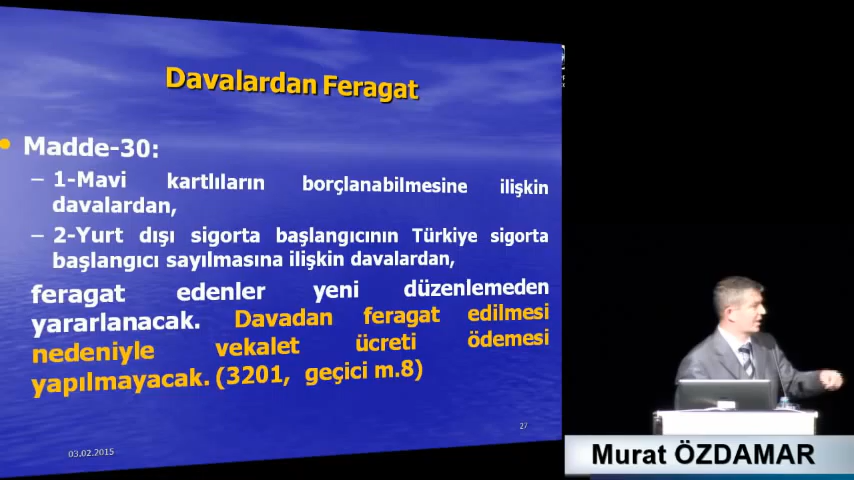 Davalardan Feragat
• Madde-30:
– 1-Mavi kartlıların borçlanabilmesine ilişkin
davalardan,
– 2-Yurt dışı sigorta başlangıcının Türkiye sigorta
başlangıcı sayılmasına ilişkin davalardan,
feragat edenler yeni düzenlemeden
yararlanacak. Davadan feragat edilmesi
nedeniyle vekalet ücreti ödemesi
yapılmayacak. (3201, geçici m.8)
27
03.02.2015
Murat ÖZDAMAR